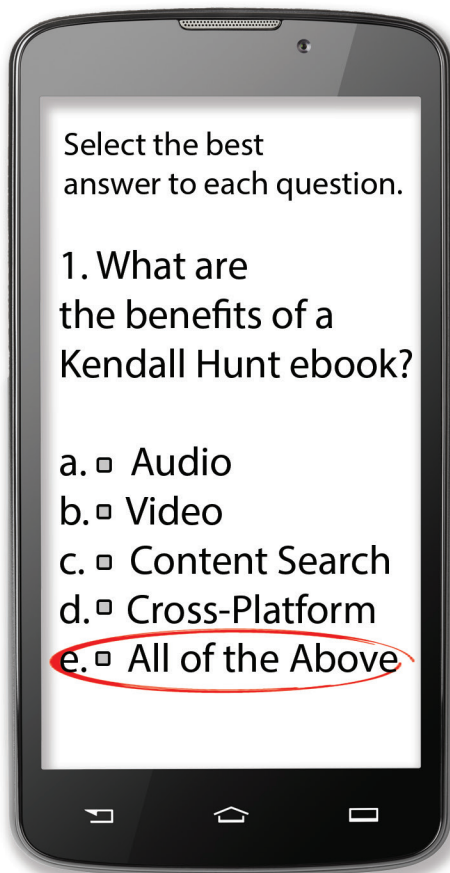 Select the best
answer to each question.
1. What are
the benefits of a
Kendall Hunt ebook?
a. Audio
b. Video
c. Content Search
d. Cross-Platform
e. All of the Above